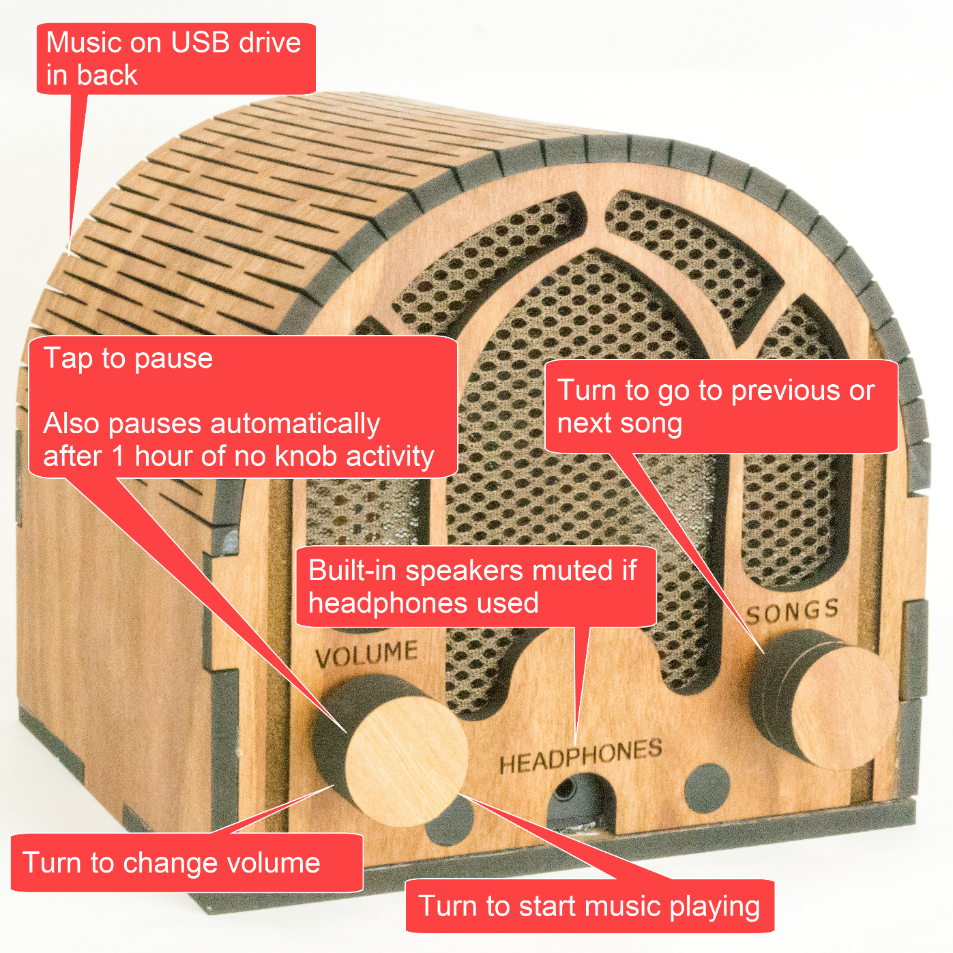 Music on USB drive
in back
Tap to pause
Also pauses automatically
after 1 hour of no knob activity
Turn to go to previous or
next song
Built-in speakers muted if
headphones used
SONGS
VOLUME
HEADPHONES
Turn to change volume
Turn to start music playing